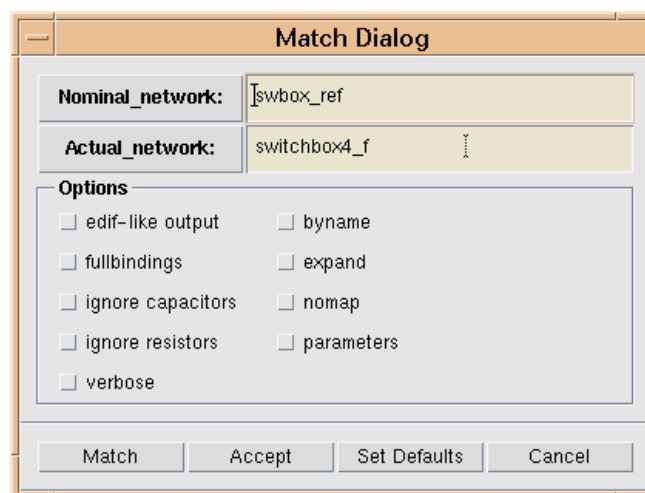 Match Dialog
Nominal_network: swbox_ref
Actual_network: switchbox4_f
Options
edif-like output byname
fullbindings expand
ignore capacitors nomap
ignore resistors parameters
verbose
Match Accept Set Defaults Cancel